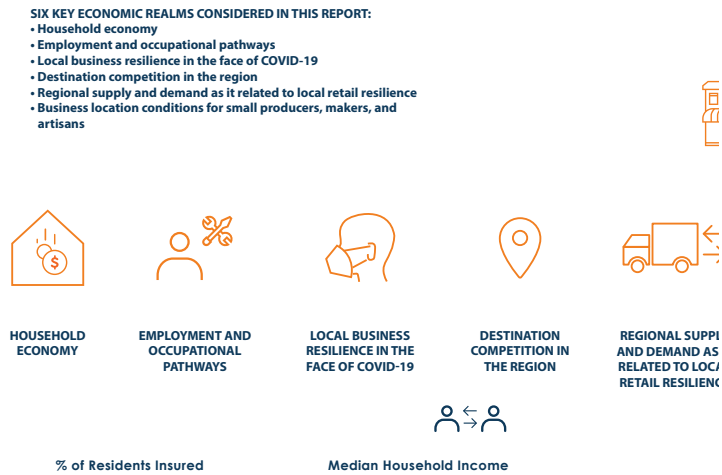 SIX KEY ECONOMIC REALMS CONSIDERED IN THIS REPORT:
• Household economy
• Employment and occupational pathways
• Local business resilience in the face of COVID-19
• Destination competition in the region
• Regional supply and demand as it related to local retail resilience
• Business location conditions for small producers, makers, and
artisans
$
HOUSEHOLD
ECONOMY
EMPLOYMENT AND
OCCUPATIONAL
PATHWAYS
LOCAL BUSINESS
RESILIENCE IN THE
FACE OF COVID-19
DESTINATION
COMPETITION IN
THE REGION
REGIONAL
AND DEMAND AS
RELATED TO
RETAIL
% of Residents Insured
Median Household Income